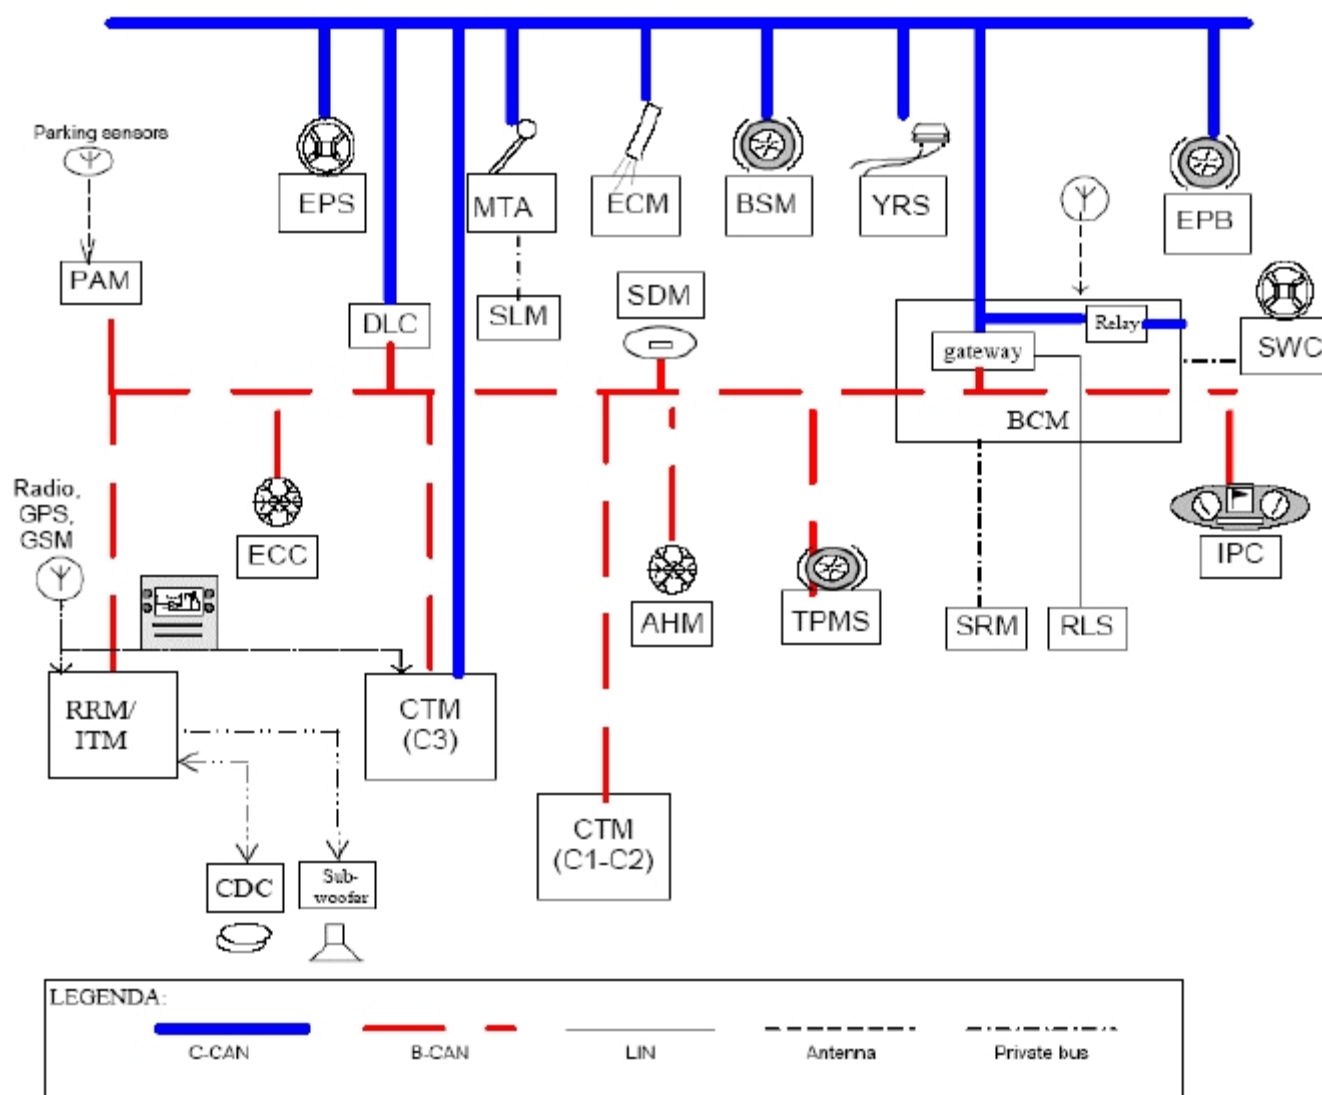 Parking sensors
EPS
MTA
ECM
BSM
YRS
EPB
PAM
DLC
SLM
SDM
Relay
SWC
gateway
BCM
Radio,
GPS,
GSM
ECC
IPC
AHM
TPMS
SRM
RLS
RRM/
ITM
CTM
(C3)
CTM
(C1-C2)
CDC
Sub-
woofer
LEGENDA:
C-CAN
B-CAN
LIN
Antenna
Private bus